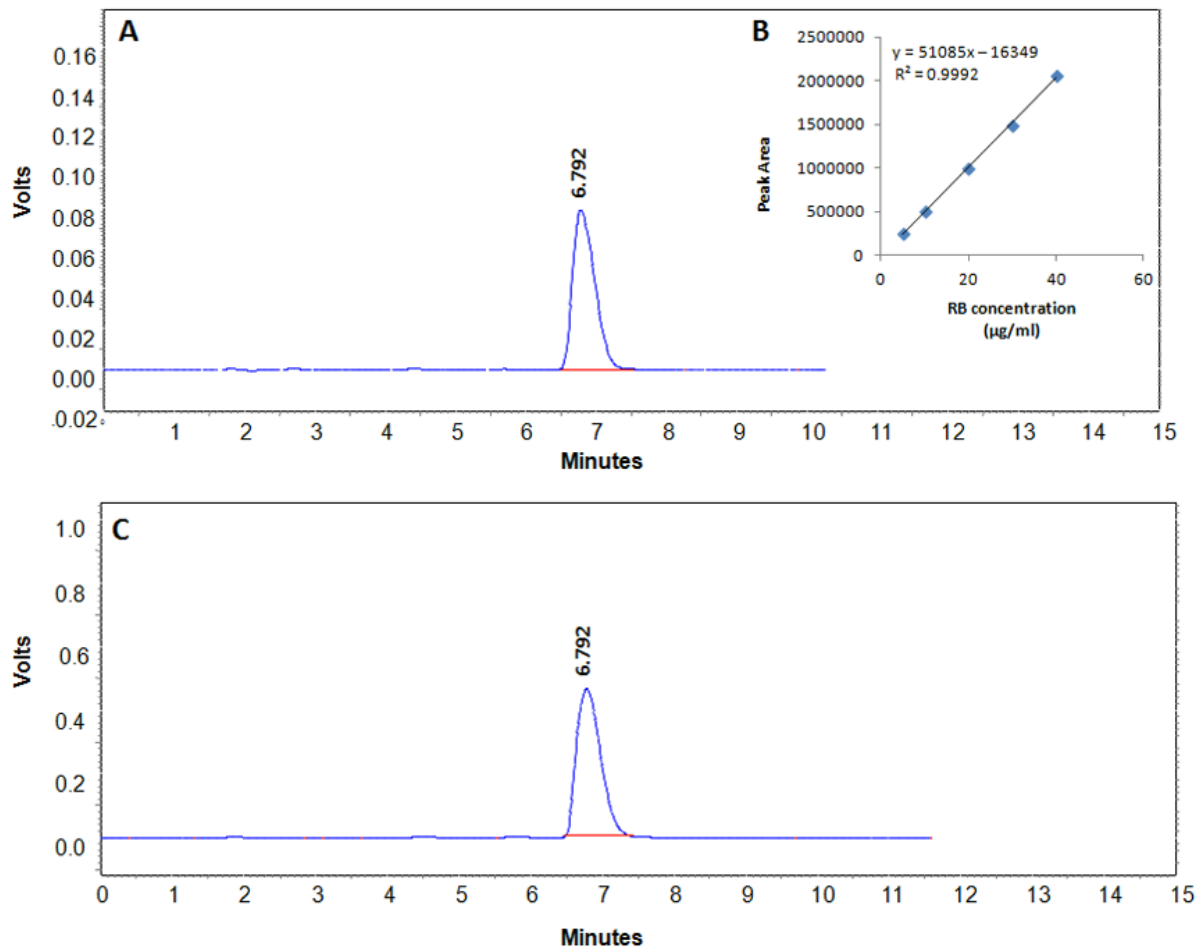 A
Volts
0.16
0.14
0.12
0.10
0.08
0.06
0.04
0.02
0.00
-0.02
6.792
1 2 3 4 5 6 7 8 9 10 11 12 13 14 15
Minutes
B
y = 51085x – 16349
R² = 0.9992
Peak Area
2500000
2000000
1500000
1000000
500000
0
0 20 40 60
RB concentration
(µg/ml)
C
Volts
1.0
0.8
0.6
0.4
0.2
0.0
6.792
0 1 2 3 4 5 6 7 8 9 10 11 12 13 14 15
Minutes